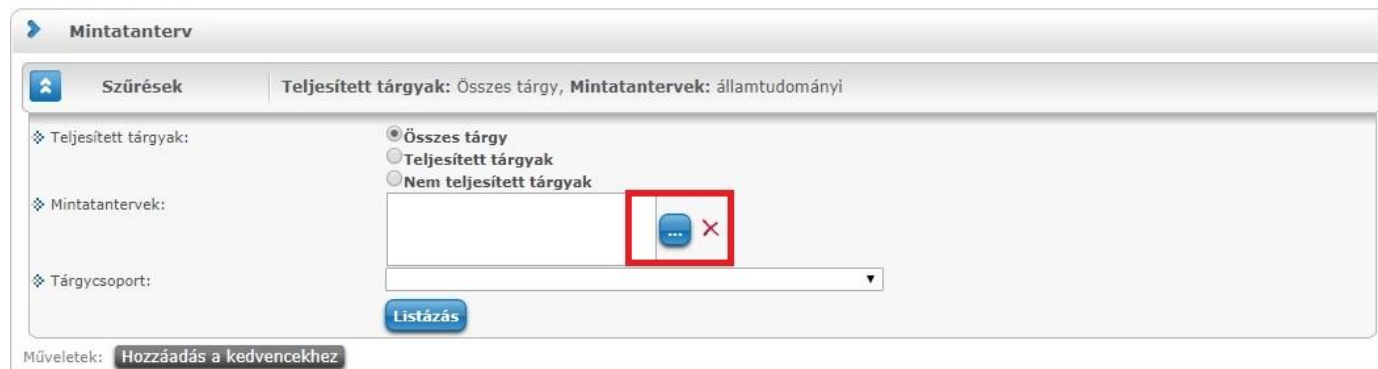 Mintatanterv
Szűrések Teljesített tárgyak: Összes tárgy, Mintatantervek: államtudományi
Teljesített tárgyak: Összes tárgy
Teljesített tárgyak
Nem teljesített tárgyak
Mintatantervek: ...
Tárgycsoport:
Listázás
Műveletek: Hozzáadás a kedvencekhez